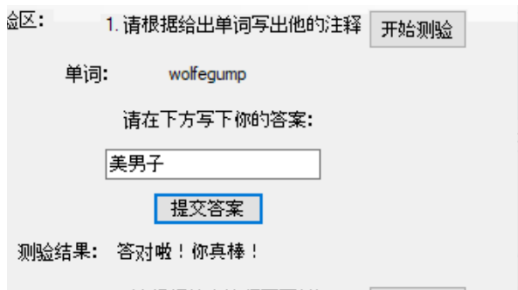 验区： 1. 请根据给出单词写出他的注释 开始测验
单词： wolfegump
请在下方写下你的答案：
美男子
提交答案
测验结果： 答对啦！你真棒！